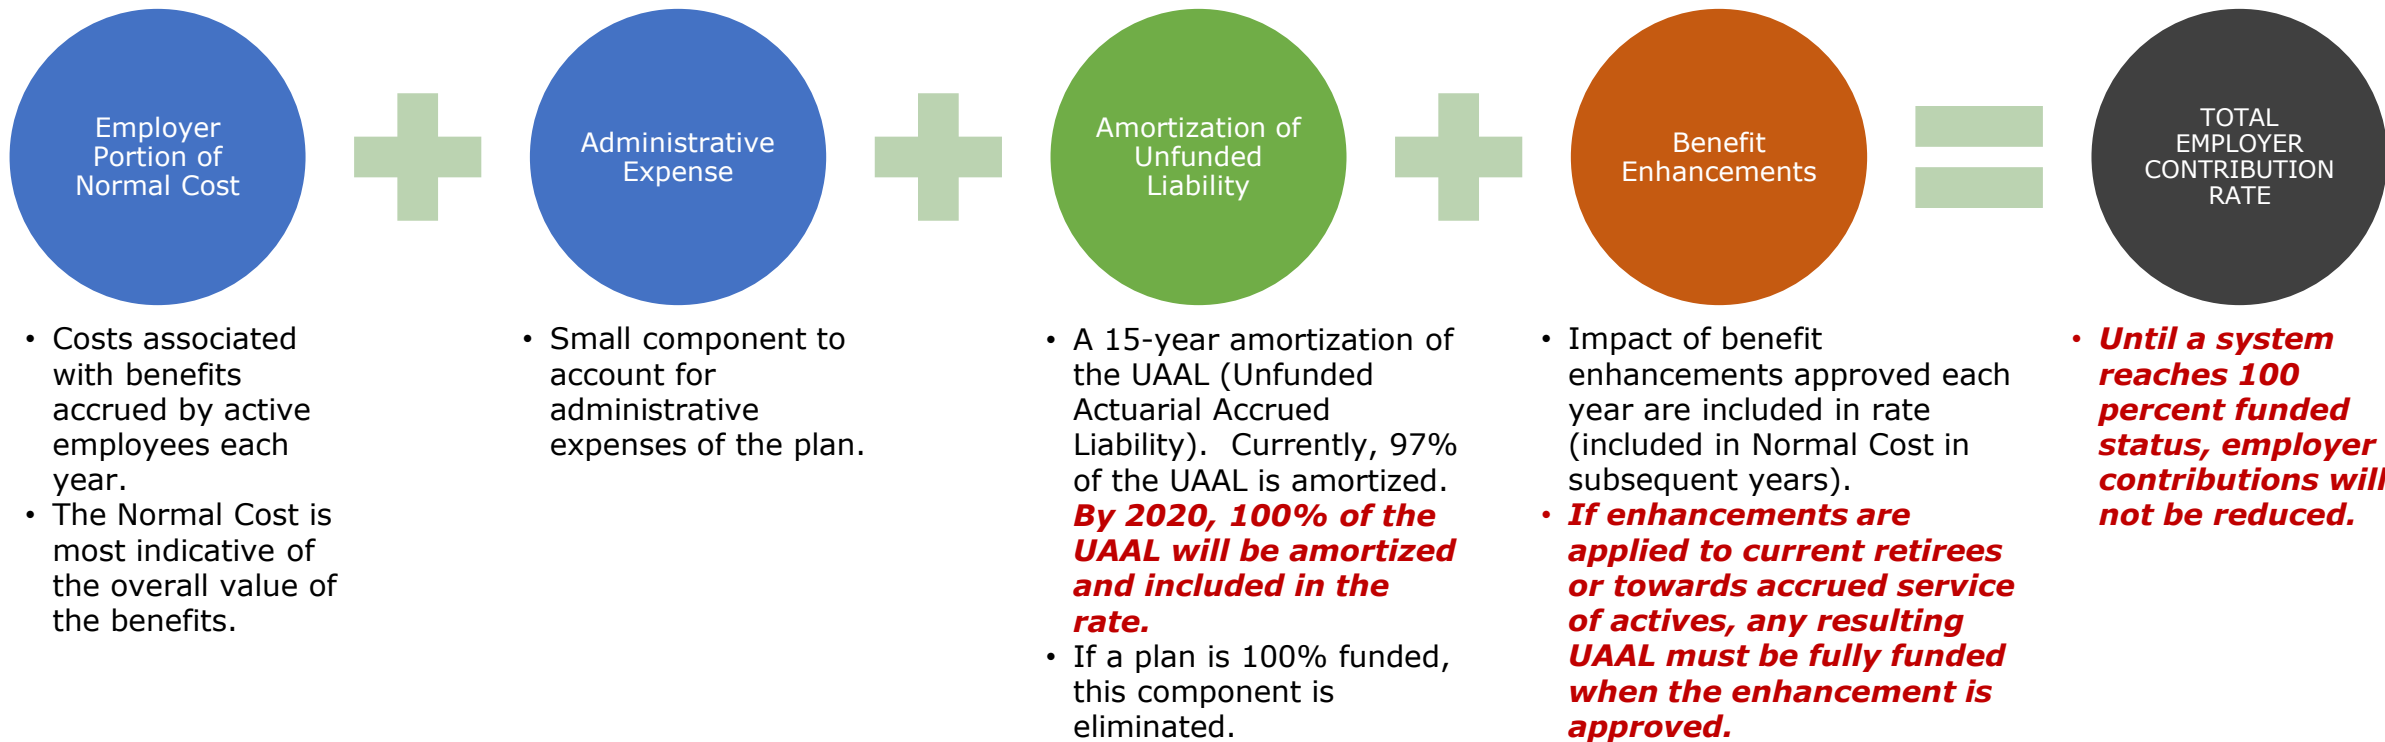 Employer
Portion of
Normal Cost
Administrative
Expense
Amortization of
Unfunded
Liability
Benefit
Enhancements
TOTAL
EMPLOYER
CONTRIBUTION
RATE
• Costs associated
with benefits
accrued by active
employees each
year.
• The Normal Cost is
most indicative of
the overall value of
the benefits.
• Small component to
account for
administrative
expenses of the plan.
• A 15-year amortization of
the UAAL (Unfunded
Actuarial Accrued
Liability).  Currently, 97%
of the UAAL is amortized.
By 2020, 100% of the
UAAL will be amortized
and included in the
rate.
• If a plan is 100% funded,
this component is
eliminated.
• Impact of benefit
enhancements approved each
year are included in rate
(included in Normal Cost in
subsequent years).
• If enhancements are
applied to current retirees
or towards accrued service
of actives, any resulting
UAAL must be fully funded
when the enhancement is
approved.
• Until a system
reaches 100
percent funded
status, employer
contributions will
not be reduced.